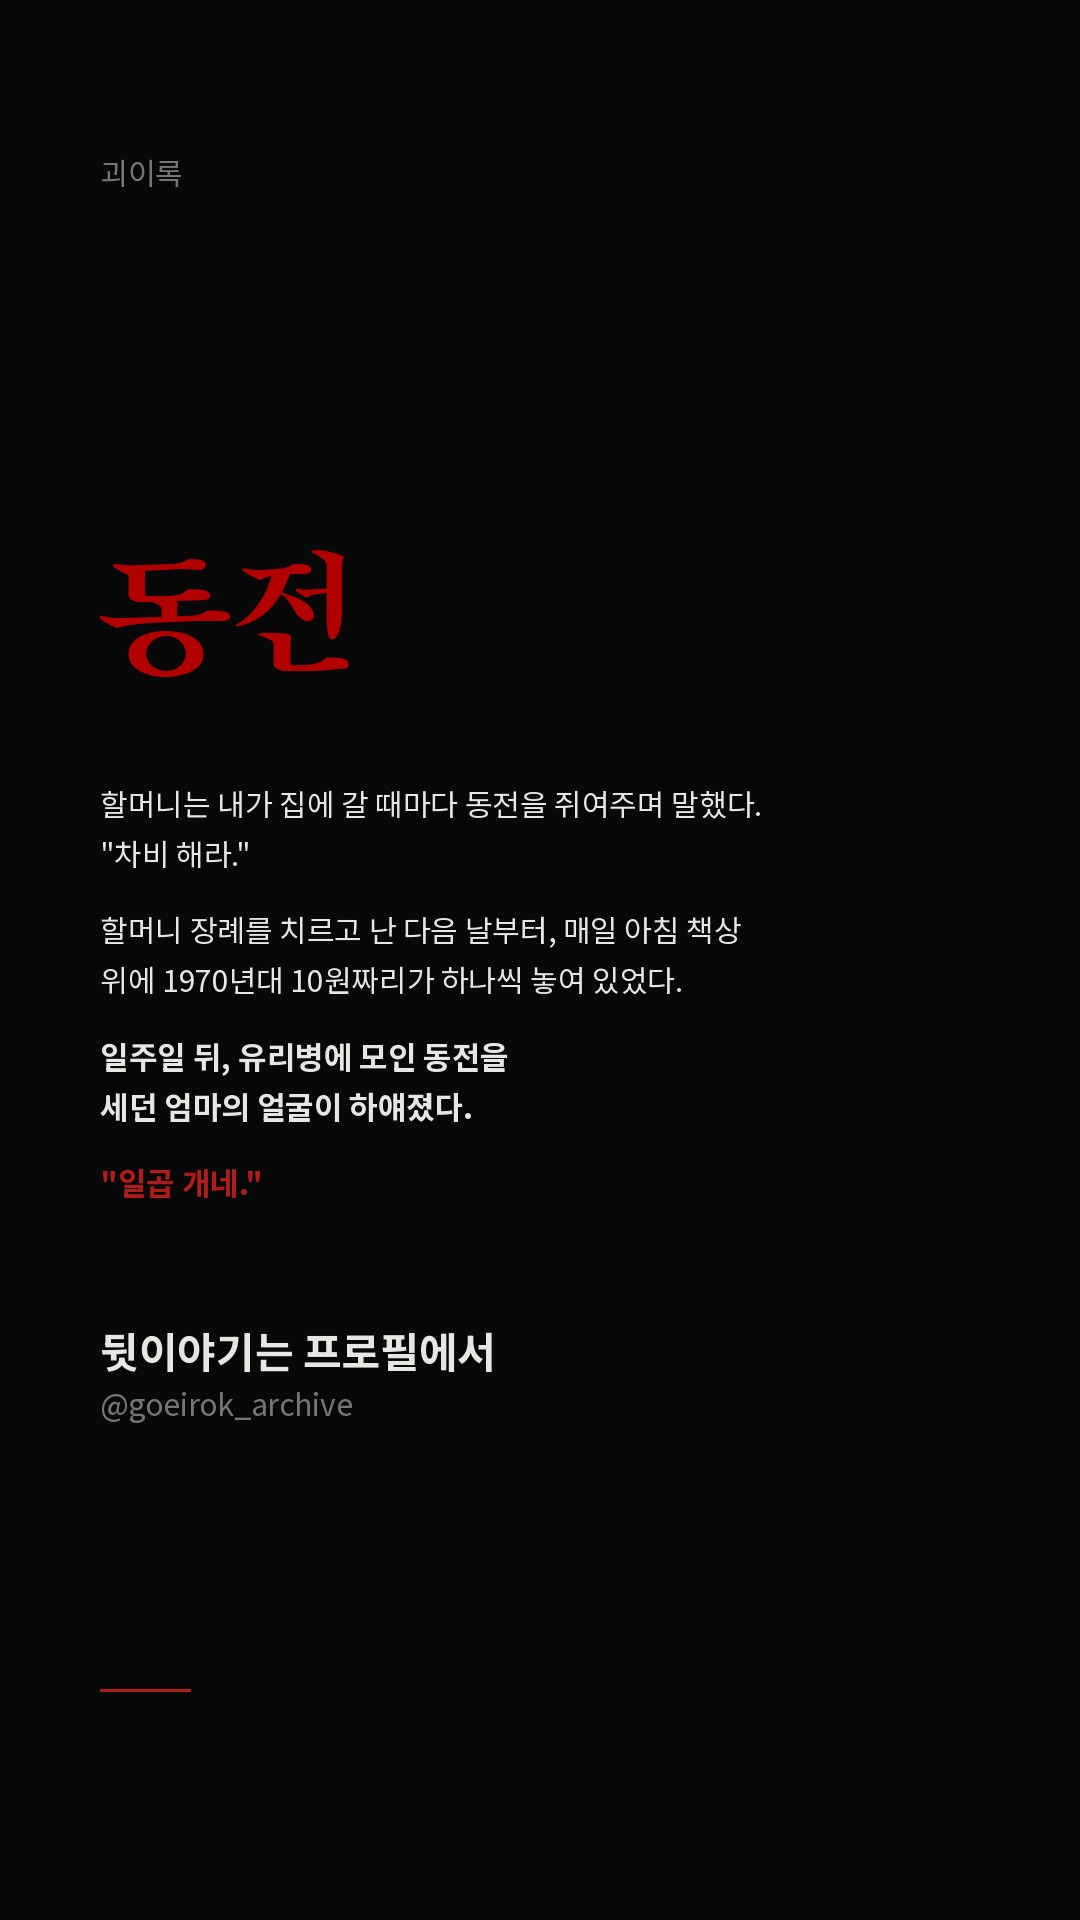 괴이록
동전
할머니는 내가 집에 갈 때마다 동전을 쥐여주며 말했다.
"차비 해라."
할머니 장례를 치르고 난 다음 날부터, 매일 아침 책상
위에 1970년대 10원짜리가 하나씩 놓여 있었다.
일주일 뒤, 유리병에 모인 동전을
세던 엄마의 얼굴이 하얘졌다.
"일곱 개네."
뒷이야기는 프로필에서
@goeirok_archive